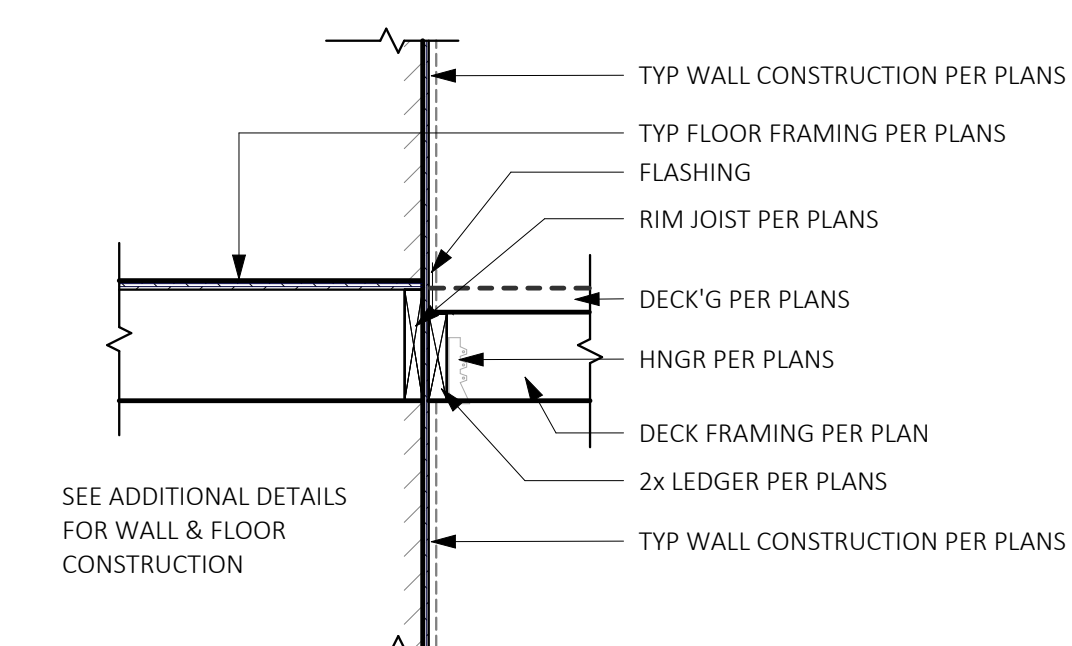 TYP WALL CONSTRUCTION PER PLANS
TYP FLOOR FRAMING PER PLANS
FLASHING
RIM JOIST PER PLANS
DECK'G PER PLANS
HNGR PER PLANS
DECK FRAMING PER PLAN
2x LEDGER PER PLANS
SEE ADDITIONAL DETAILS
FOR WALL & FLOOR
CONSTRUCTION
TYP WALL CONSTRUCTION PER PLANS